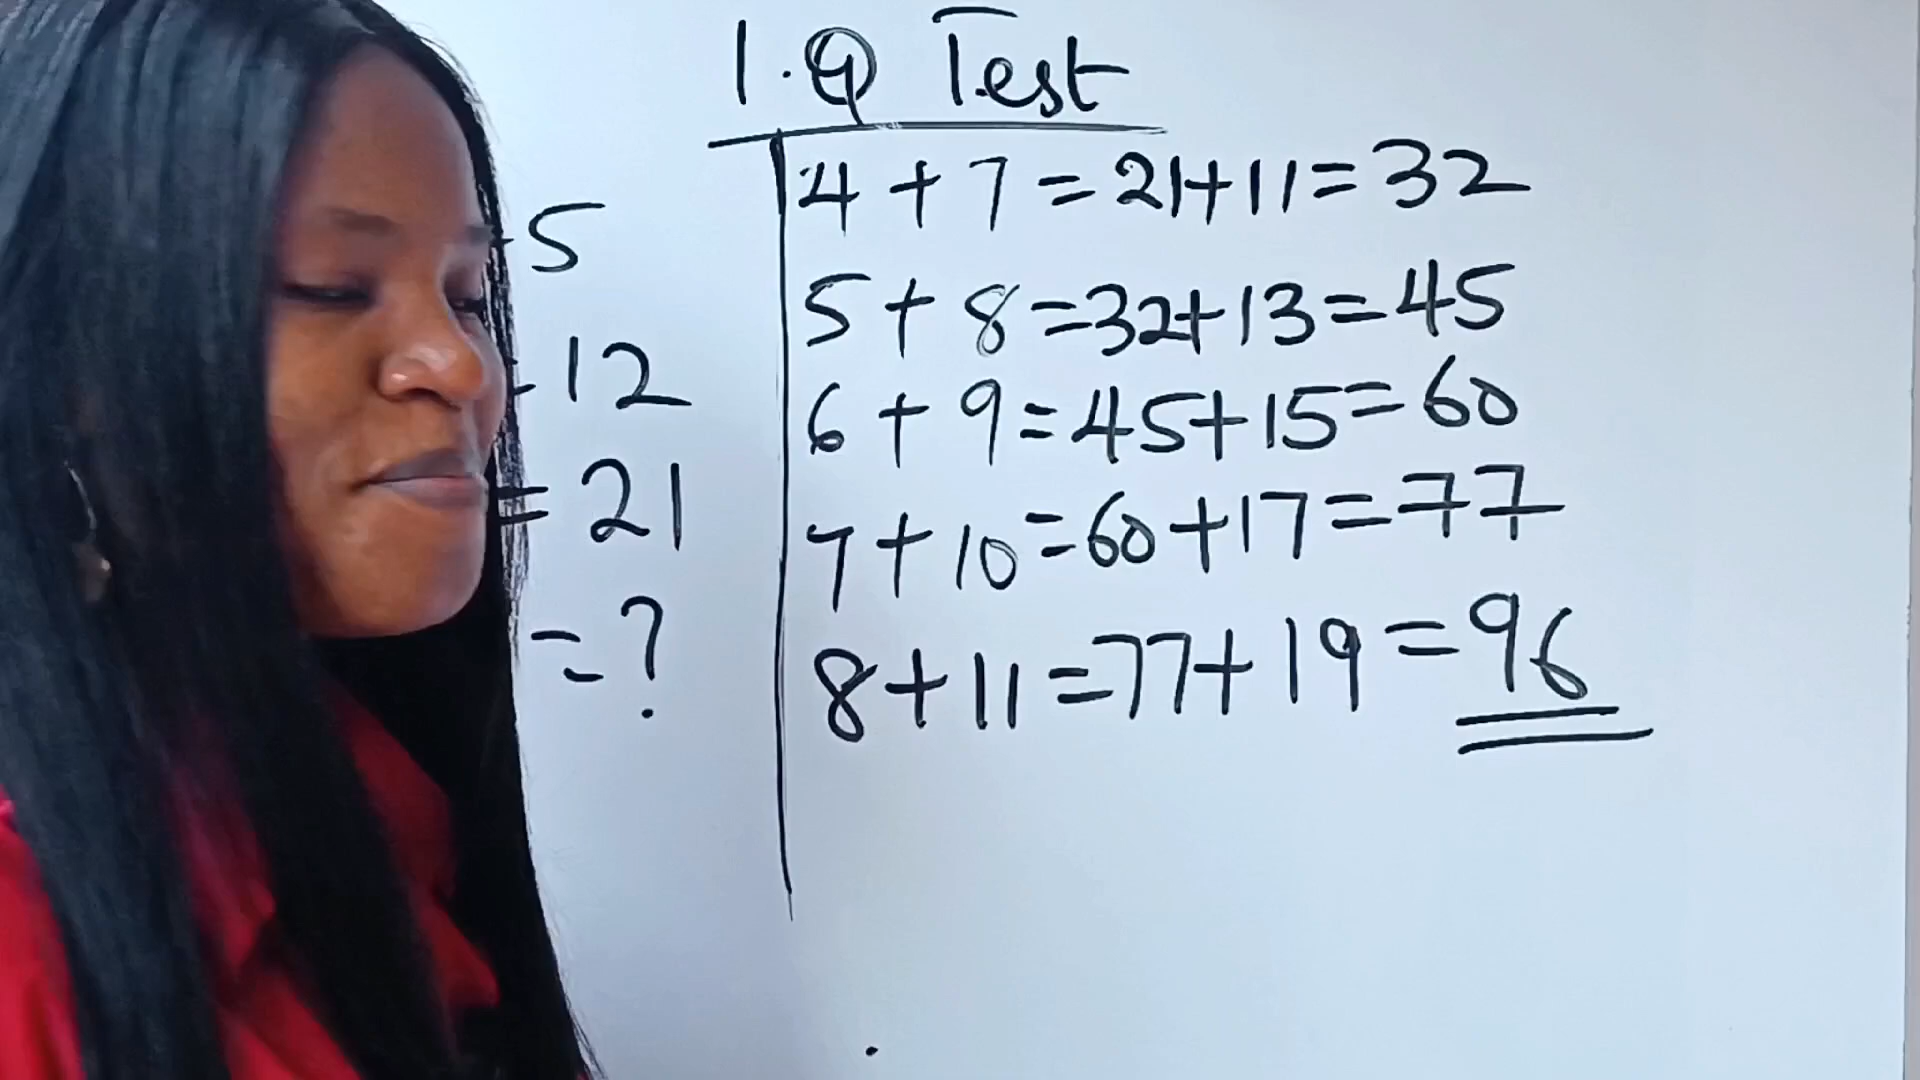 I.Q Test
5
12
= 21
= ?
4 + 7 = 21+11 = 32
5 + 8 = 32+13 = 45
6 + 9 = 45+15 = 60
7 + 10 = 60+17 = 77
8 + 11 = 77+19 = 96